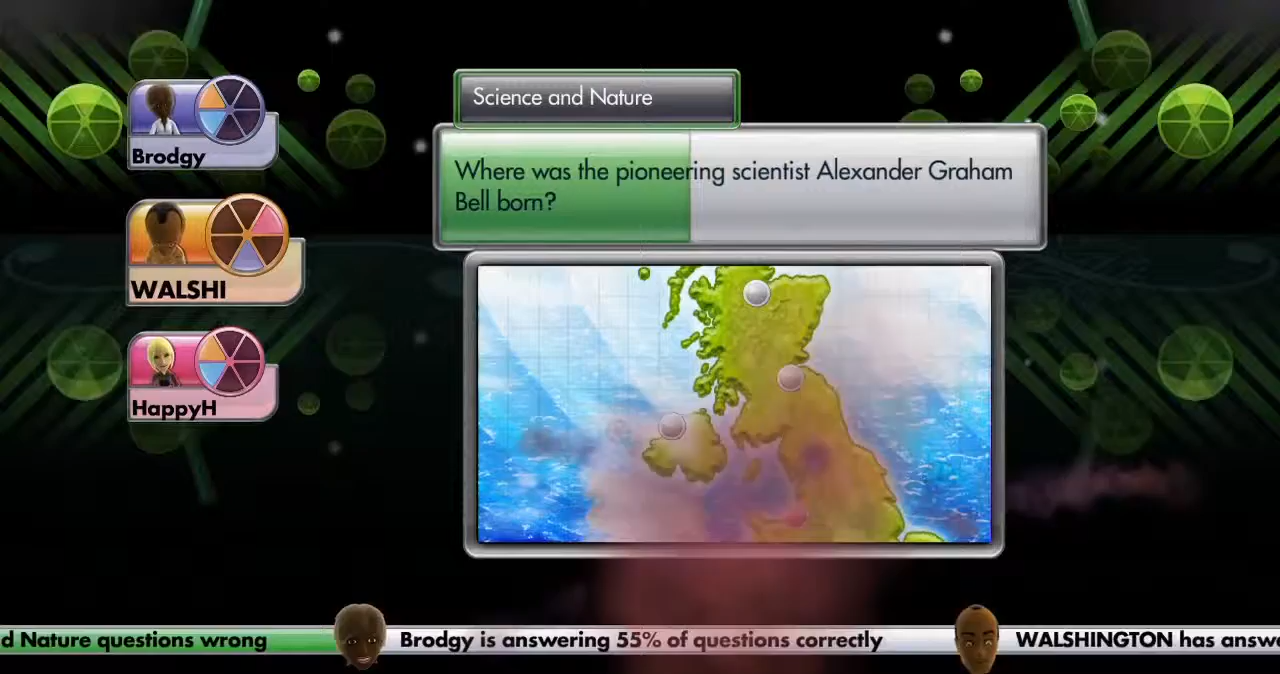 Science and Nature
Where was the pioneering scientist Alexander Graham
Bell born?
Brodgy
WALSHI
HappyH
d Nature questions wrong
Brodgy is answering 55% of questions correctly
WALSHINGTON has answ